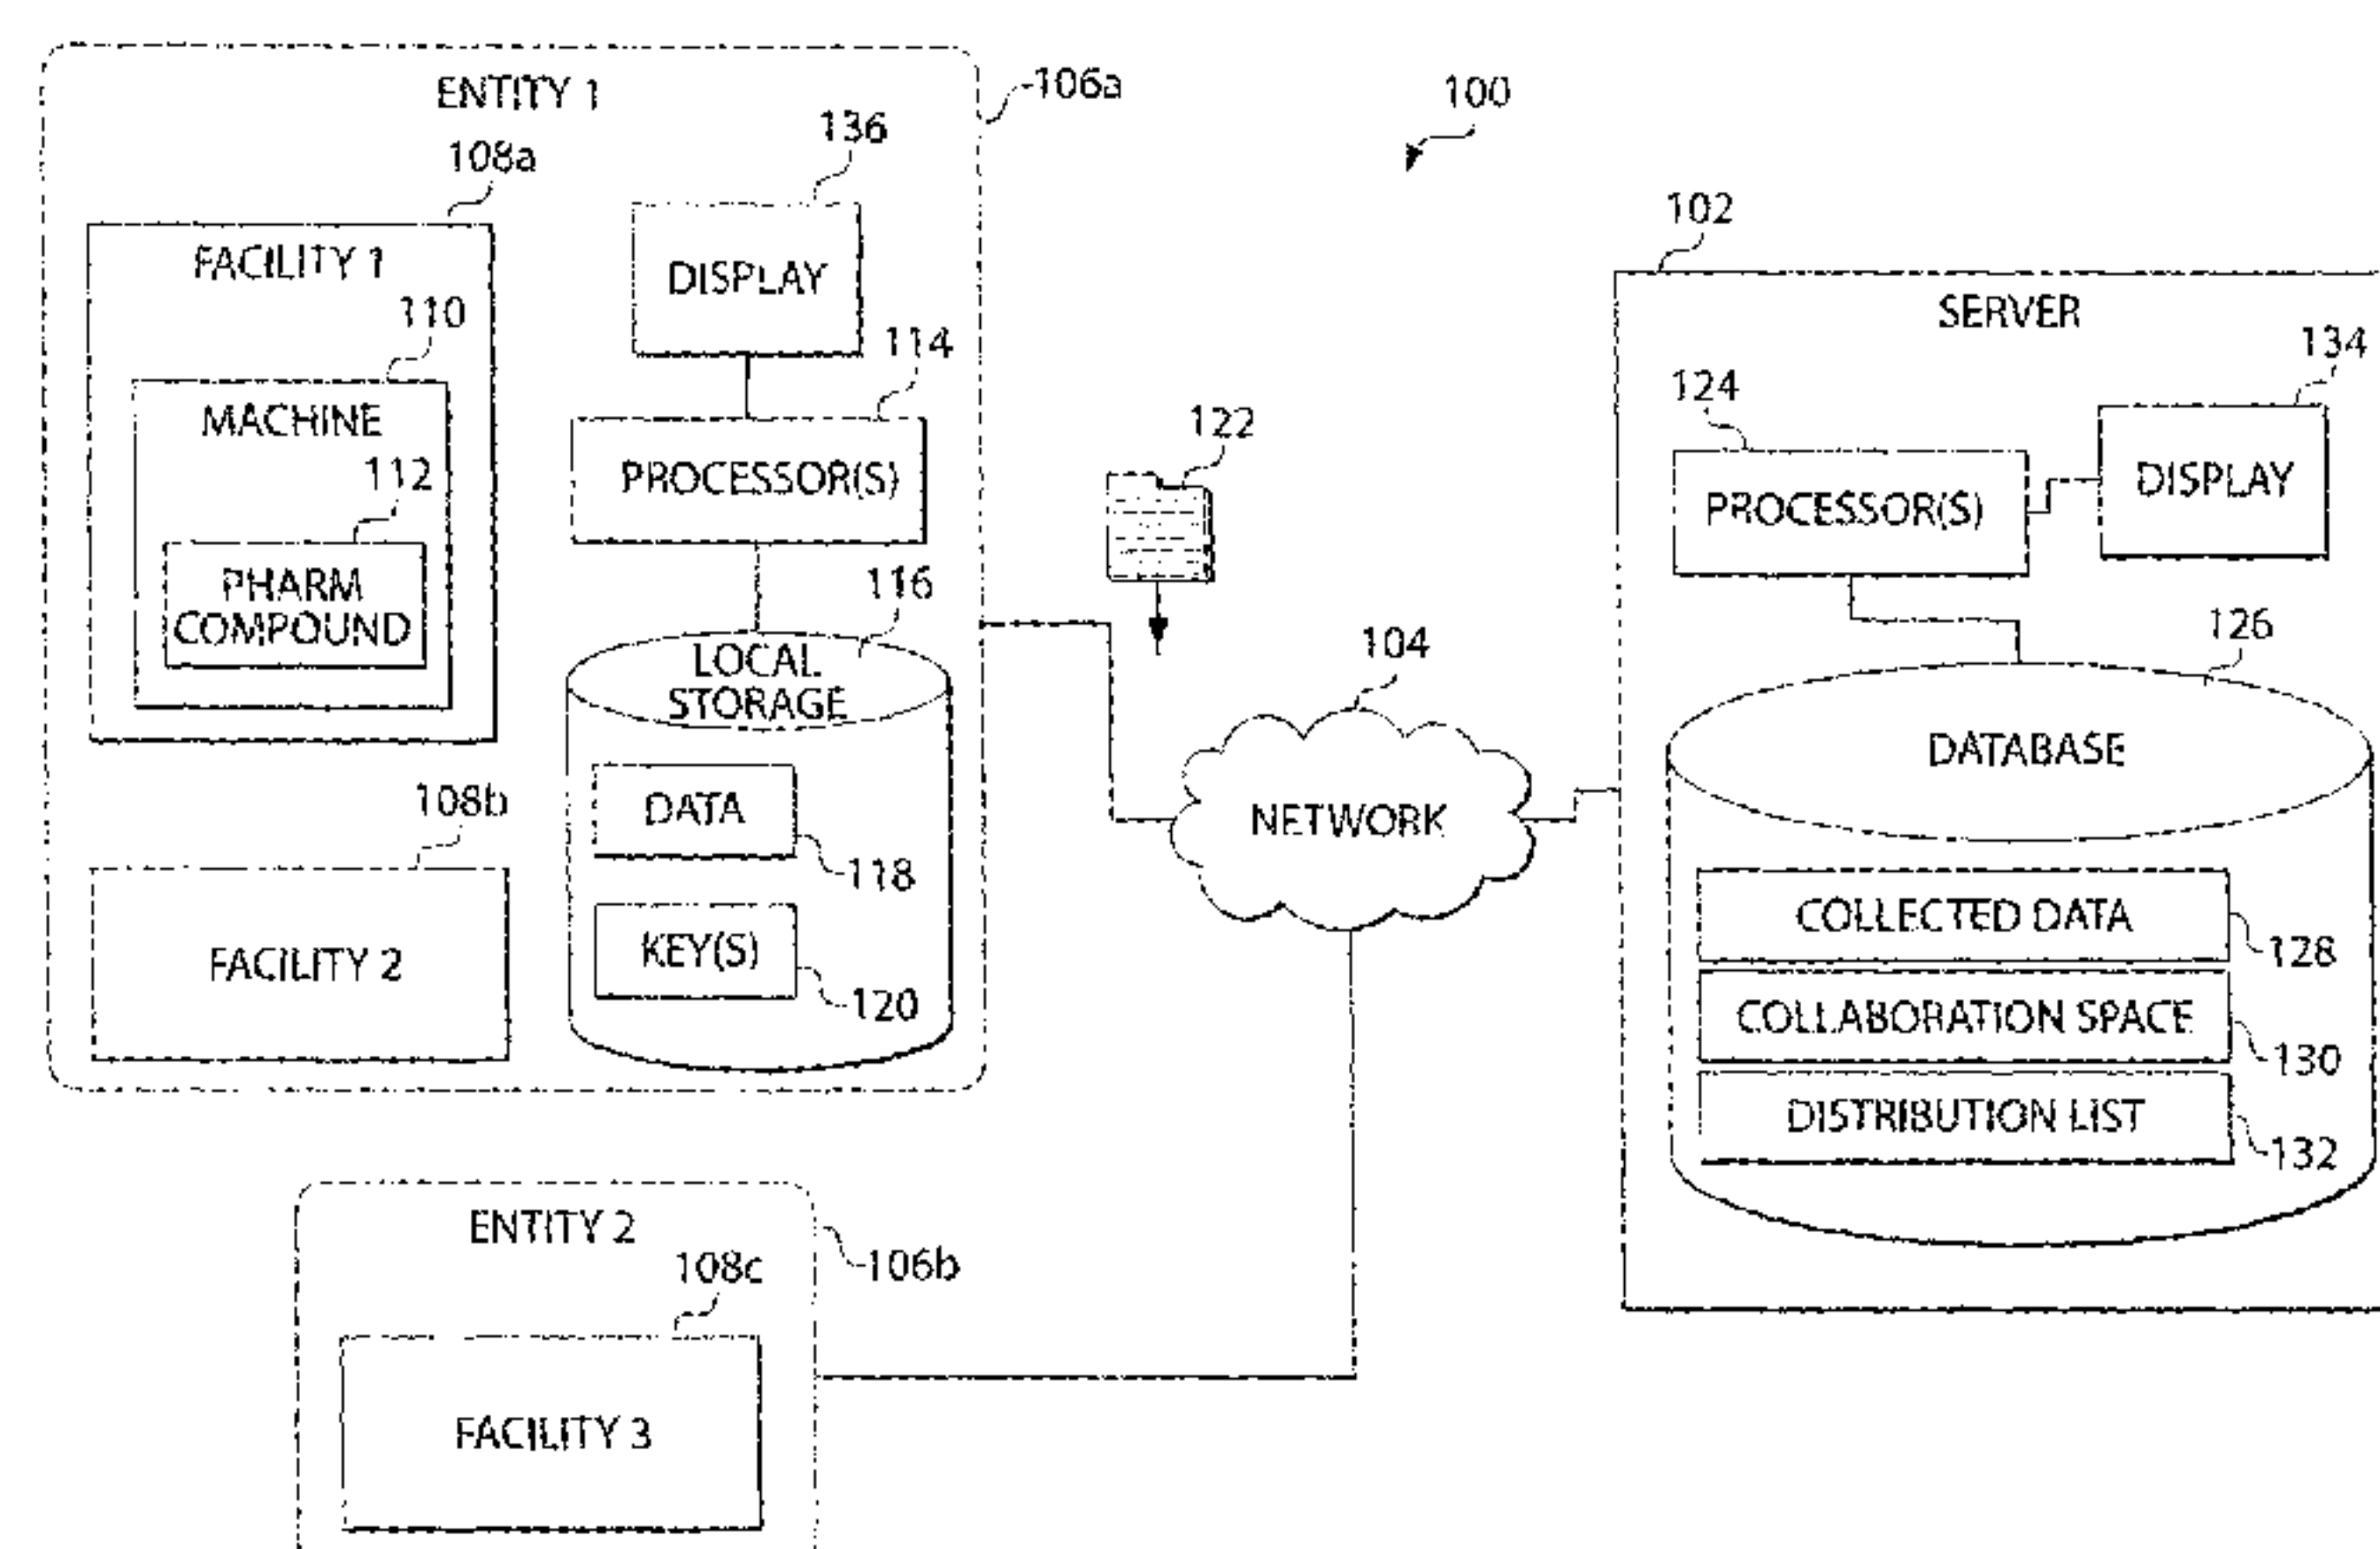 ENTITY 1
106a
108a
136
FACILITY 1
110
MACHINE
112
PHARM
COMPOUND
DISPLAY
114
PROCESSOR(S)
116
LOCAL
STORAGE
DATA
118
KEY(S)
120
108b
FACILITY 2
ENTITY 2
106b
108c
FACILITY 3
100
122
104
NETWORK
102
SERVER
134
124
DISPLAY
PROCESSOR(S)
126
DATABASE
COLLECTED DATA
128
COLLABORATION SPACE
130
DISTRIBUTION LIST
132